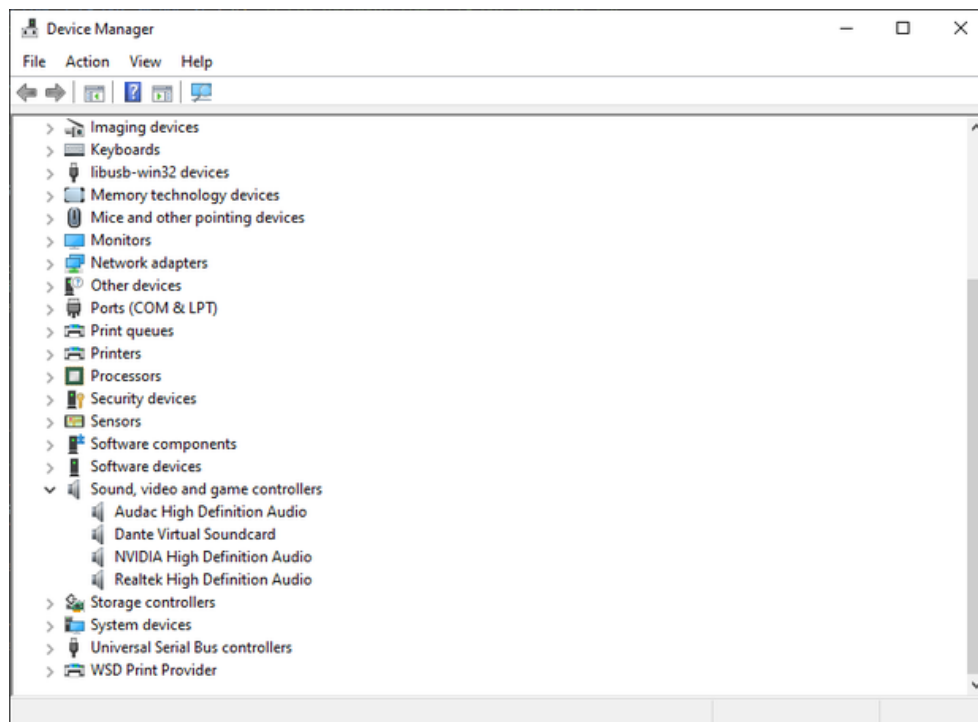 Device Manager
File Action View Help
Imaging devices
Keyboards
libusb-win32 devices
Memory technology devices
Mice and other pointing devices
Monitors
Network adapters
Other devices
Ports (COM & LPT)
Print queues
Printers
Processors
Security devices
Sensors
Software components
Software devices
Sound, video and game controllers
Audac High Definition Audio
Dante Virtual Soundcard
NVIDIA High Definition Audio
Realtek High Definition Audio
Storage controllers
System devices
Universal Serial Bus controllers
WSD Print Provider